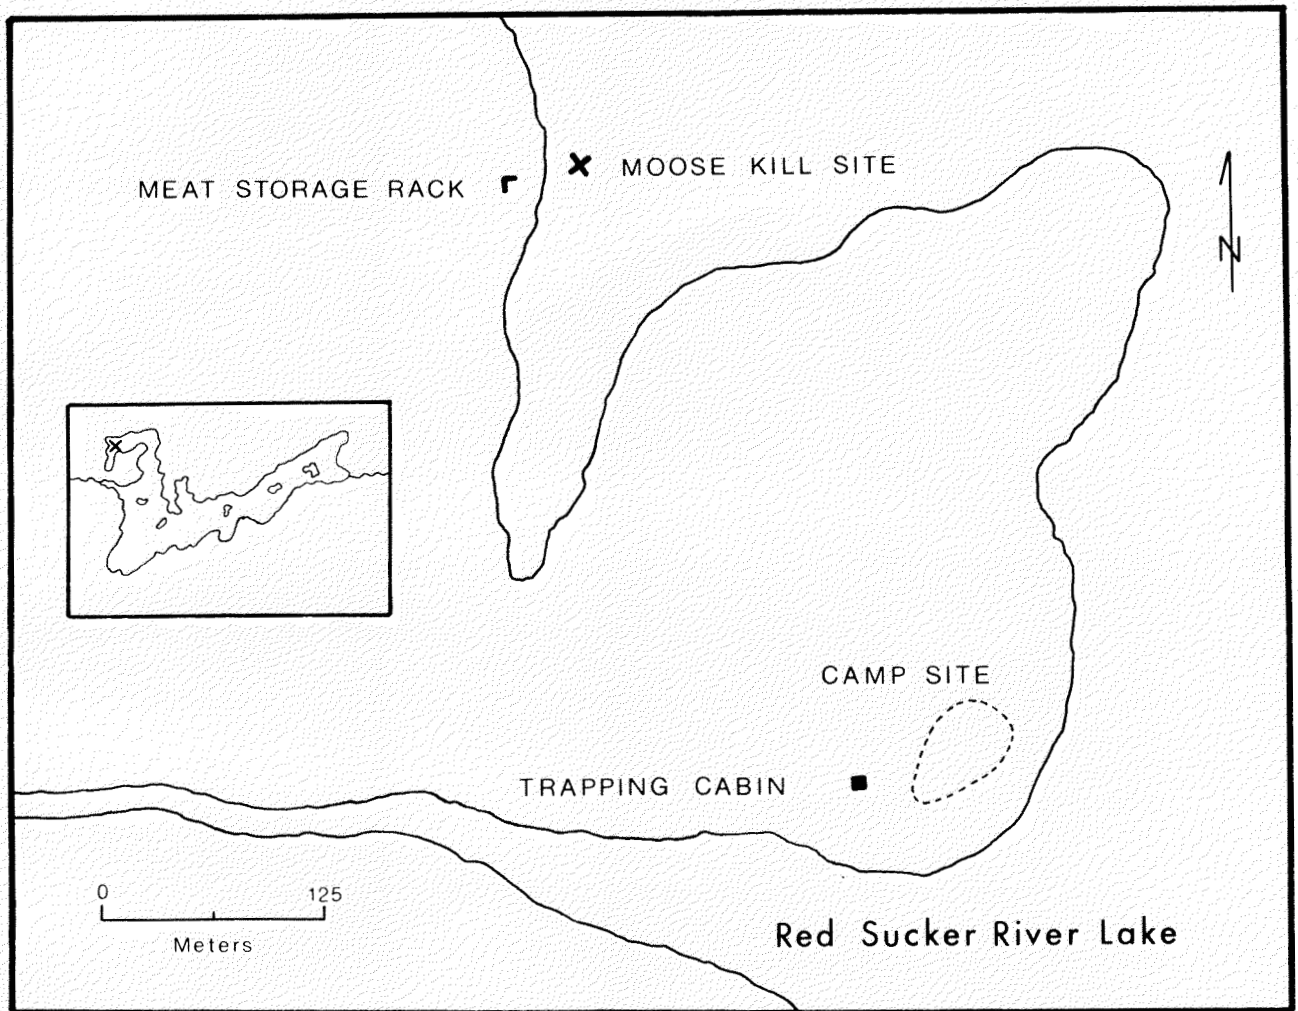 MOOSE KILL SITE
MEAT STORAGE RACK
N
CAMP SITE
TRAPPING CABIN
0 125
Meters
Red Sucker River Lake